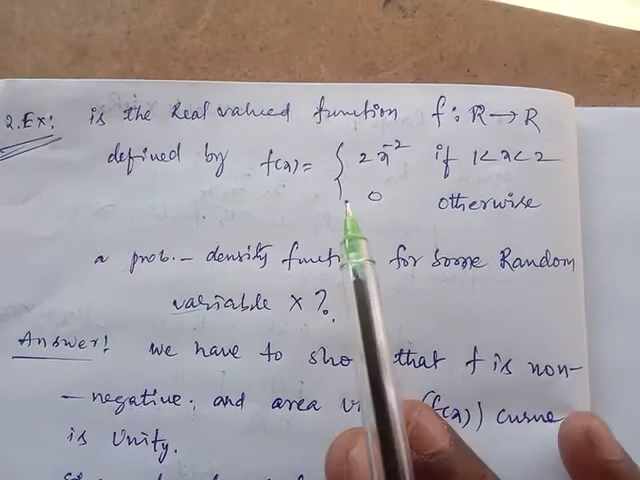 2.Ex: is the Real valued function f: R → R
defined by f(x) = { 2x^-2 if 1<x<2
0 otherwise
a prob. - density functi for some Random
variable X ?
Answer! we have to sho that f is non-
- negative, and area (f(x)) curve
is Unity.